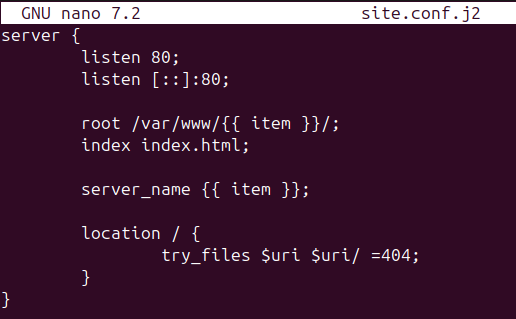 GNU nano 7.2 site.conf.j2
server {
        listen 80;
        listen [::]:80;

        root /var/www/{{ item }}/;
        index index.html;

        server_name {{ item }};

        location / {
                try_files $uri $uri/ =404;
        }
}